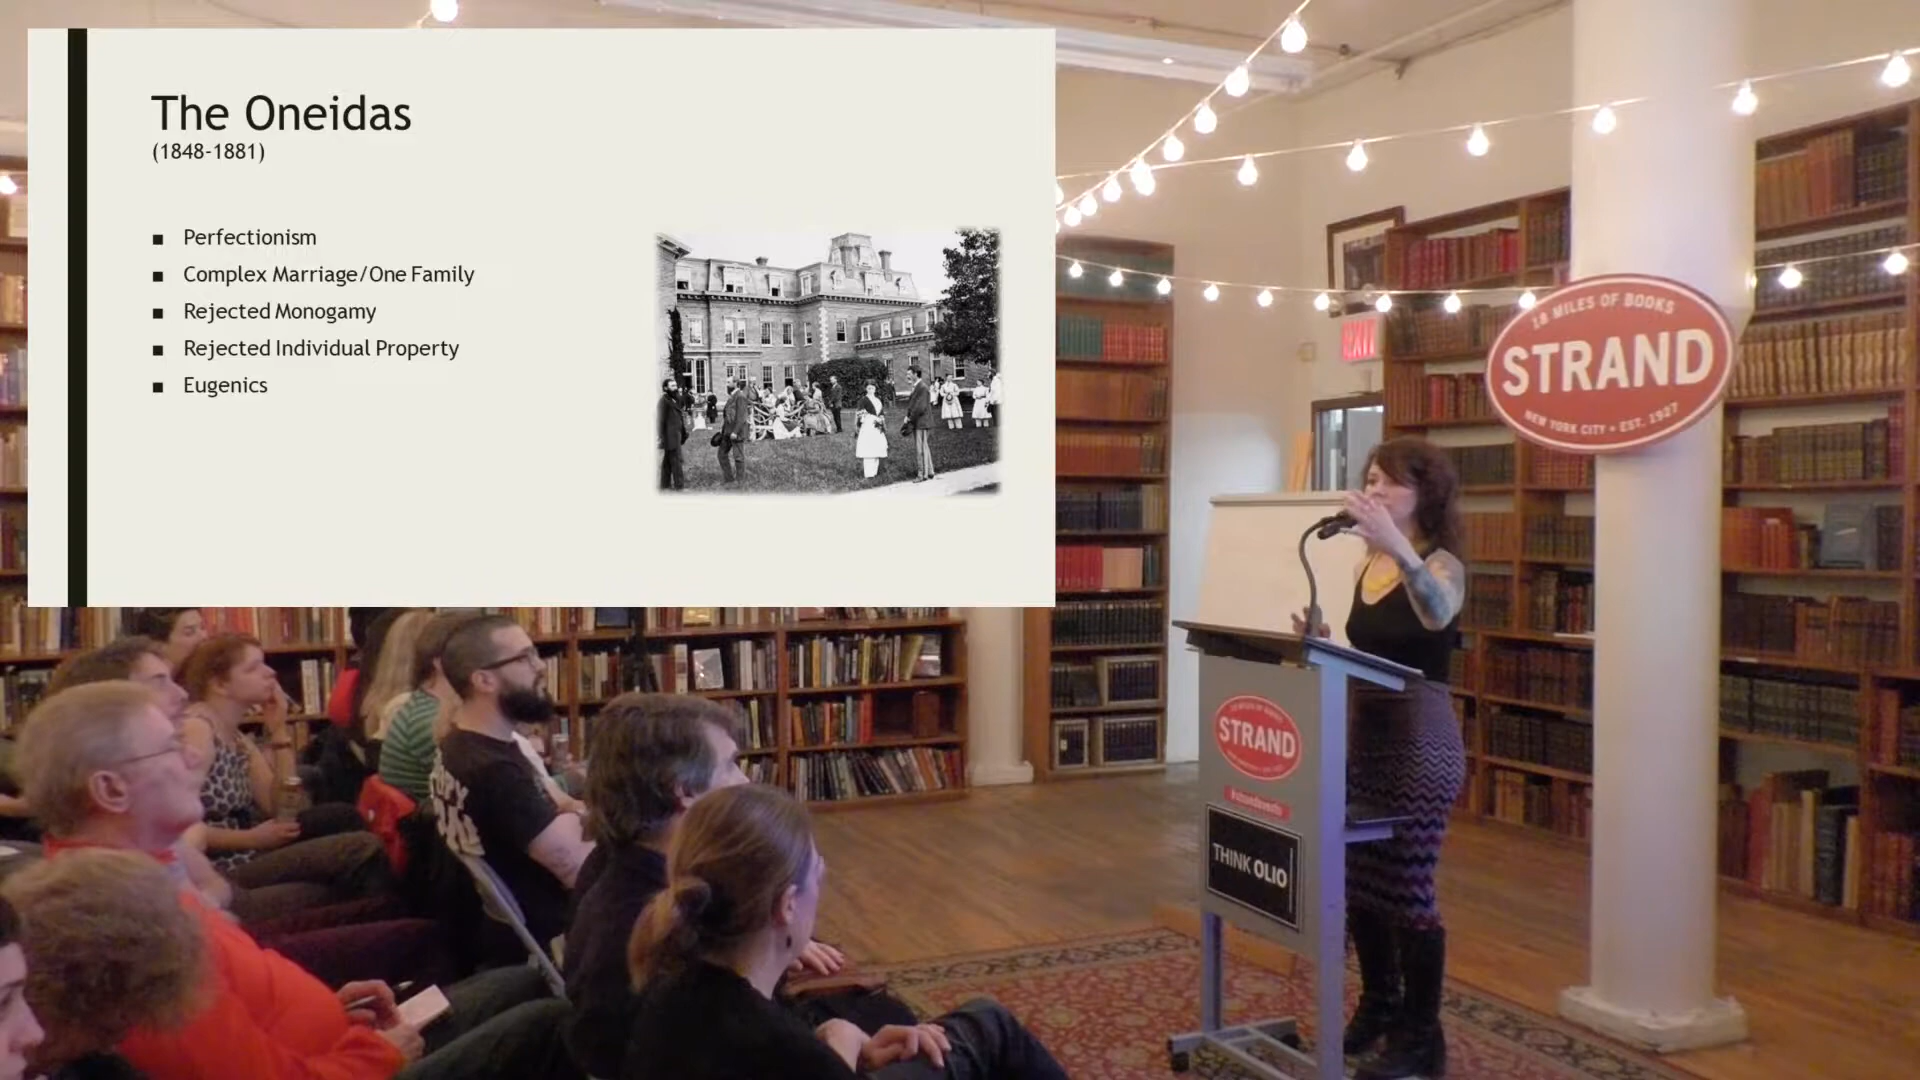 The Oneidas
(1848-1881)
■ Perfectionism
■ Complex Marriage/One Family
■ Rejected Monogamy
■ Rejected Individual Property
■ Eugenics
18 MILES OF BOOKS
STRAND
NEW YORK CITY • EST. 1927
EXIT
STRAND
THINK OLIO